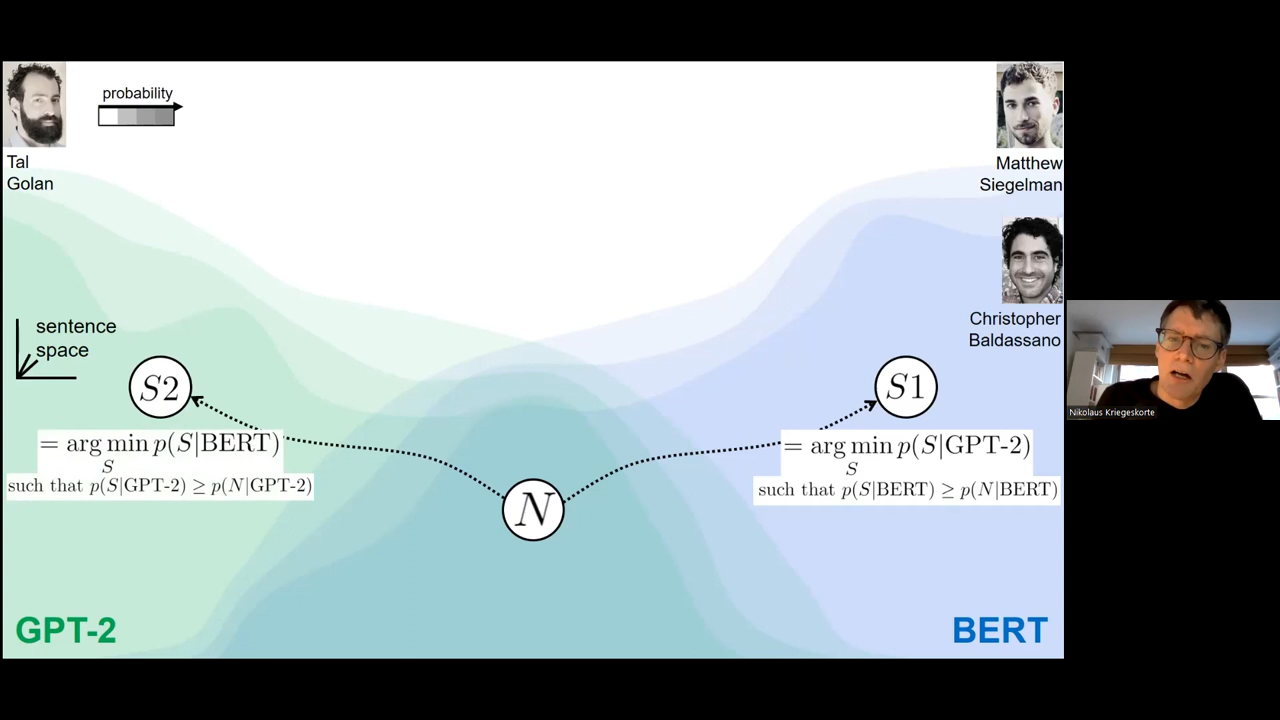 probability
Tal
Golan
Matthew
Siegelman
Christopher
Baldassano
sentence
space
S2
= arg min p(S|BERT)
S
such that p(S|GPT-2) ≥ p(N|GPT-2)
S1
= arg min p(S|GPT-2)
S
such that p(S|BERT) ≥ p(N|BERT)
N
GPT-2
BERT
Nikolaus Kriegeskorte